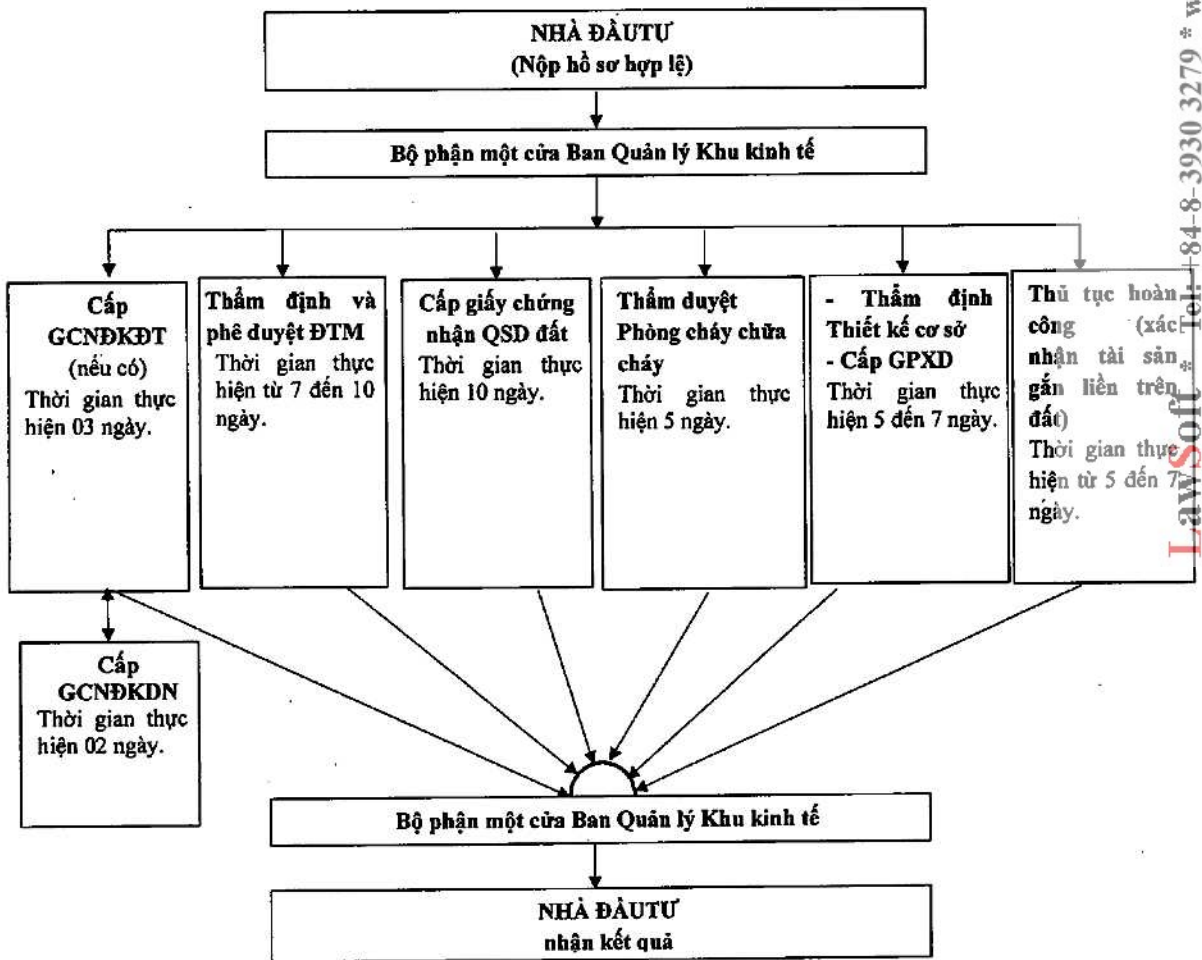 NHÀ ĐẦUTƯ
(Nộp hồ sơ hợp lệ)
Bộ phận một cửa Ban Quản lý Khu kinh tế
Cấp
GCNĐKĐT
(nếu có)
Thời gian thực
hiện 03 ngày.
Thẩm định và
phê duyệt ĐTM
Thời gian thực
hiện từ 7 đến 10
ngày.
Cấp giấy chứng
nhận QSD đất
Thời gian thực
hiện 10 ngày.
Thẩm duyệt
Phòng cháy chữa
cháy
Thời gian thực
hiện 5 ngày.
- Thẩm định
Thiết kế cơ sở
- Cấp GPXD
Thời gian thực
hiện 5 đến 7 ngày.
Thủ tục hoàn
công (xác
nhận tài sản
gắn liền trên
đất)
Thời gian thực
hiện từ 5 đến 7
ngày.
Cấp
GCNĐKDN
Thời gian thực
hiện 02 ngày.
Bộ phận một cửa Ban Quản lý Khu kinh tế
NHÀ ĐẦUTƯ
nhận kết quả
LawSoft * Tel: +84-8-3930 3279 * w